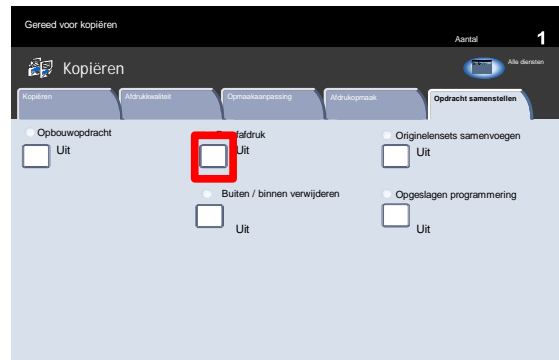 Gereed voor kopiëren
Aantal 1
Kopiëren
Alle diensten
Kopiëren Afdrukkwaliteit Opmaakaanpassing Afdrukopmaak Opdracht samenstellen
Opbouwopdracht
Uit
Uit
Originelensets samenvoegen
Uit
Buiten / binnen verwijderen
Uit
Opgeslagen programmering
Uit